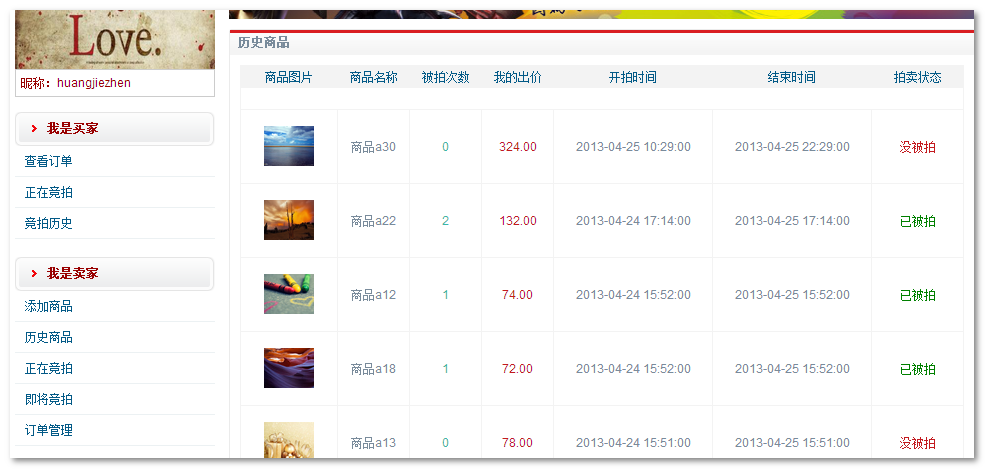 Love.
昵称：huangjiezhen
我是买家
查看订单
正在竟拍
竟拍历史
我是卖家
添加商品
历史商品
正在竟拍
即将竟拍
订单管理
历史商品
商品图片 商品名称 被拍次数 我的出价 开拍时间 结束时间 拍卖状态
商品a30 0 324.00 2013-04-25 10:29:00 2013-04-25 22:29:00 没被拍
商品a22 2 132.00 2013-04-24 17:14:00 2013-04-25 17:14:00 已被拍
商品a12 1 74.00 2013-04-24 15:52:00 2013-04-25 15:52:00 已被拍
商品a18 1 72.00 2013-04-24 15:52:00 2013-04-25 15:52:00 已被拍
商品a13 0 78.00 2013-04-24 15:51:00 2013-04-25 15:51:00 没被拍